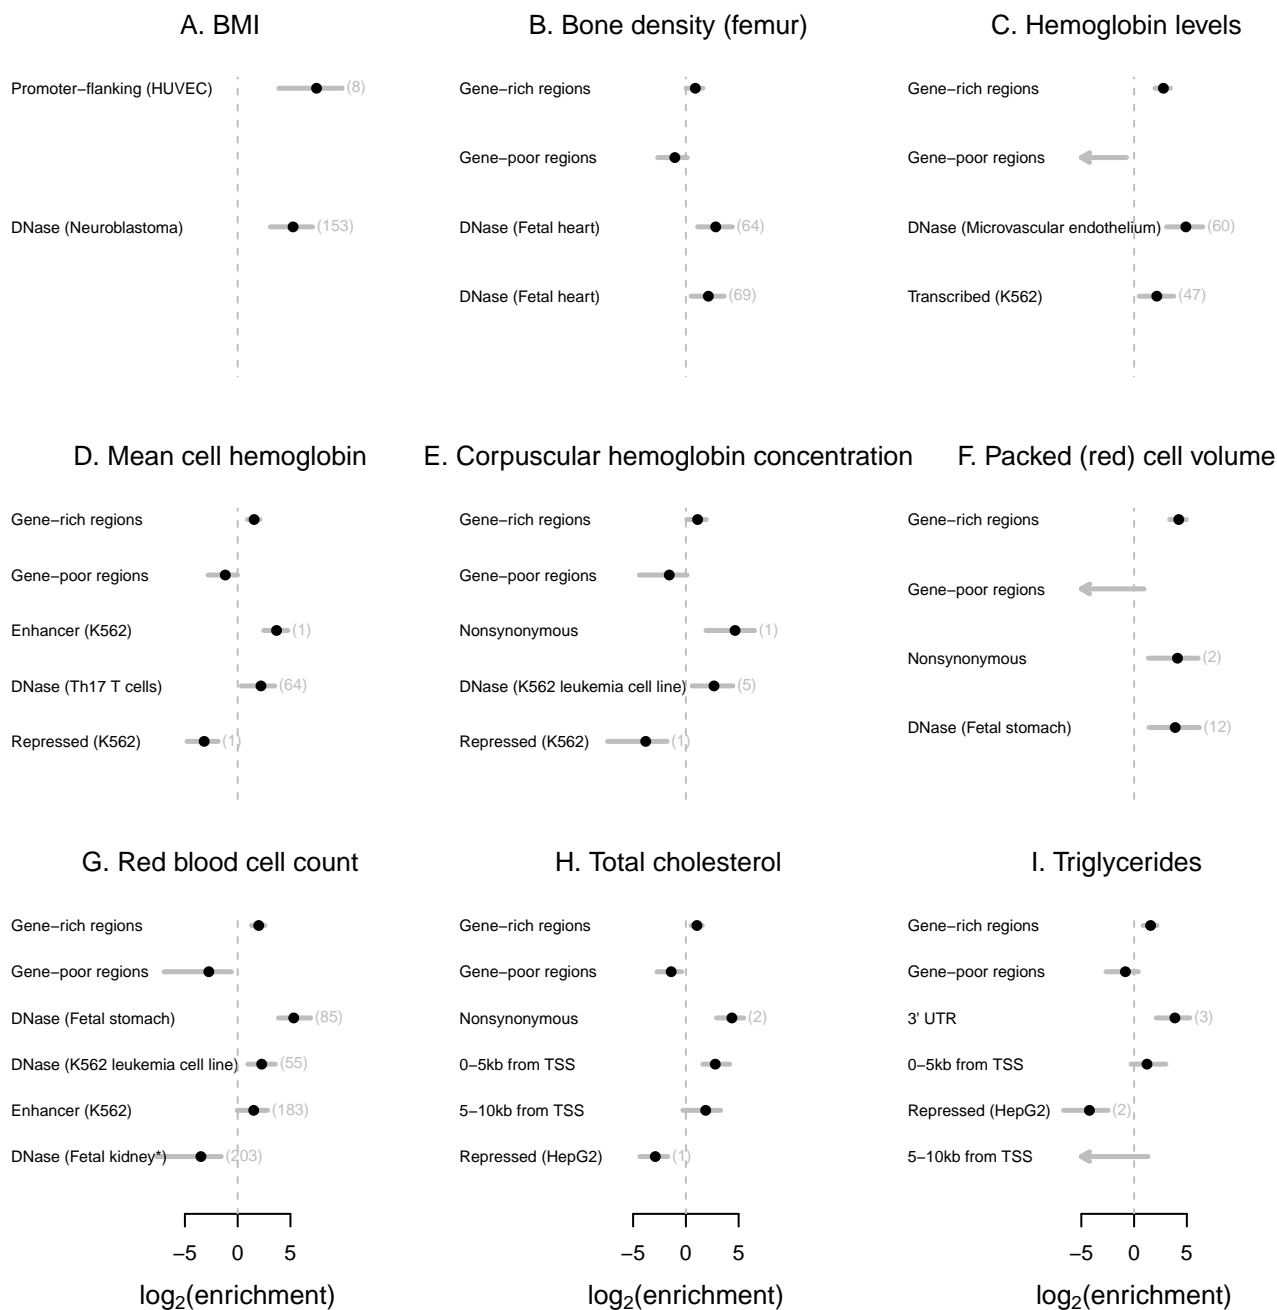 A. BMI
Promoter−flanking (HUVEC) (8)
DNase (Neuroblastoma) (153)
B. Bone density (femur)
Gene−rich regions
Gene−poor regions
DNase (Fetal heart) (64)
DNase (Fetal heart) (69)
C. Hemoglobin levels
Gene−rich regions
Gene−poor regions
DNase (Microvascular endothelium) (60)
Transcribed (K562) (47)
D. Mean cell hemoglobin
Gene−rich regions
Gene−poor regions
Enhancer (K562) (1)
DNase (Th17 T cells) (64)
Repressed (K562) (1)
E. Corpuscular hemoglobin concentration
Gene−rich regions
Gene−poor regions
Nonsynonymous (1)
DNase (K562 leukemia cell line) (5)
Repressed (K562) (1)
F. Packed (red) cell volume
Gene−rich regions
Gene−poor regions
Nonsynonymous (2)
DNase (Fetal stomach) (12)
G. Red blood cell count
Gene−rich regions
Gene−poor regions
DNase (Fetal stomach) (85)
DNase (K562 leukemia cell line) (55)
Enhancer (K562) (183)
DNase (Fetal kidney*) (203)
−5 0 5
log₂(enrichment)
H. Total cholesterol
Gene−rich regions
Gene−poor regions
Nonsynonymous (2)
0−5kb from TSS
5−10kb from TSS
Repressed (HepG2) (1)
−5 0 5
log₂(enrichment)
I. Triglycerides
Gene−rich regions
Gene−poor regions
3' UTR (3)
0−5kb from TSS
Repressed (HepG2) (2)
5−10kb from TSS
−5 0 5
log₂(enrichment)